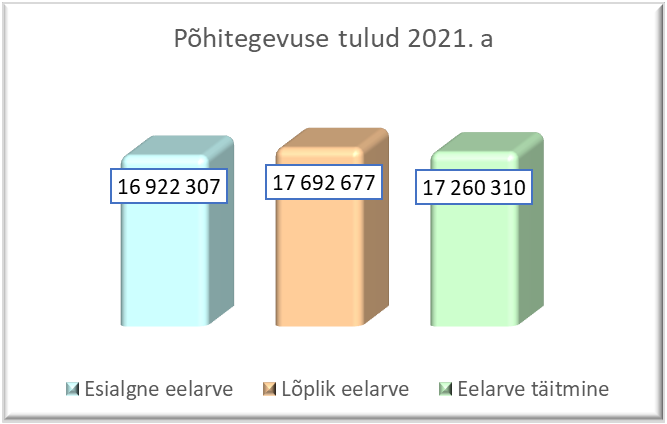 Põhitegevuse tulud 2021. a
16 922 307
17 692 677
17 260 310
Esialgne eelarve
Lõplik eelarve
Eelarve täitmine